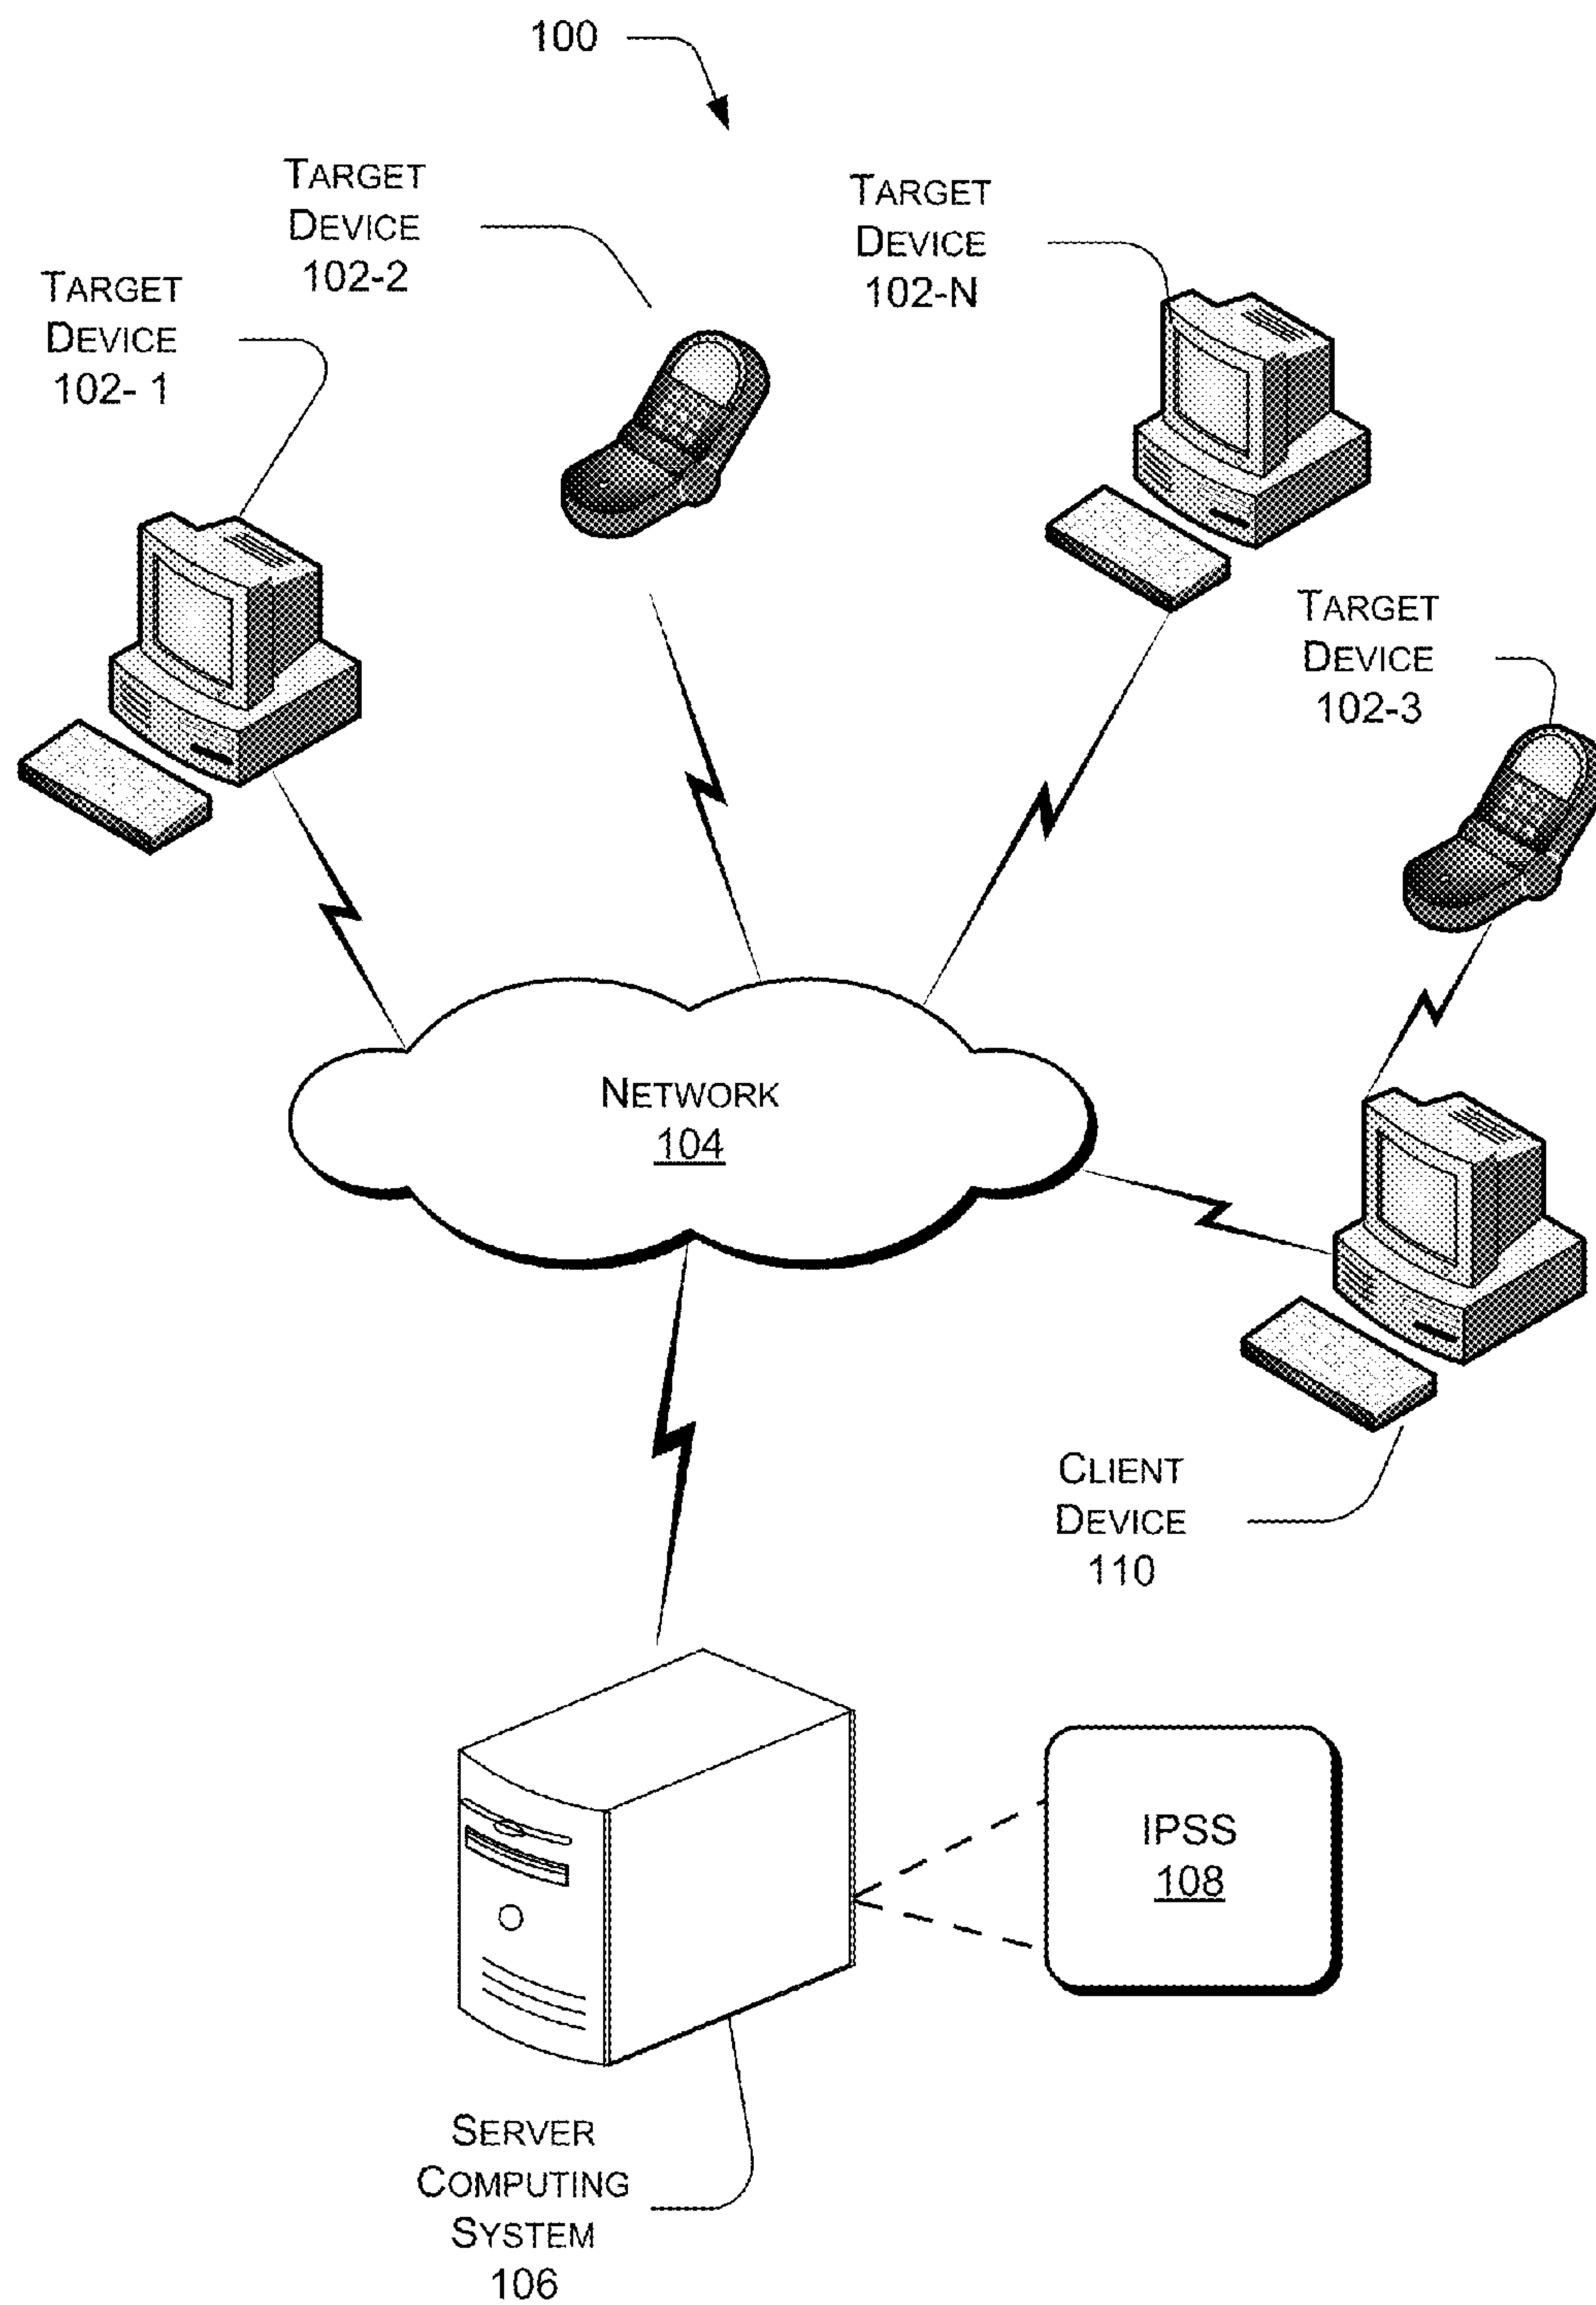 100
TARGET
DEVICE
102-2
TARGET
DEVICE
102-N
TARGET
DEVICE
102- 1
TARGET
DEVICE
102-3
NETWORK
104
CLIENT
DEVICE
110
IPSS
108
SERVER
COMPUTING
SYSTEM
106